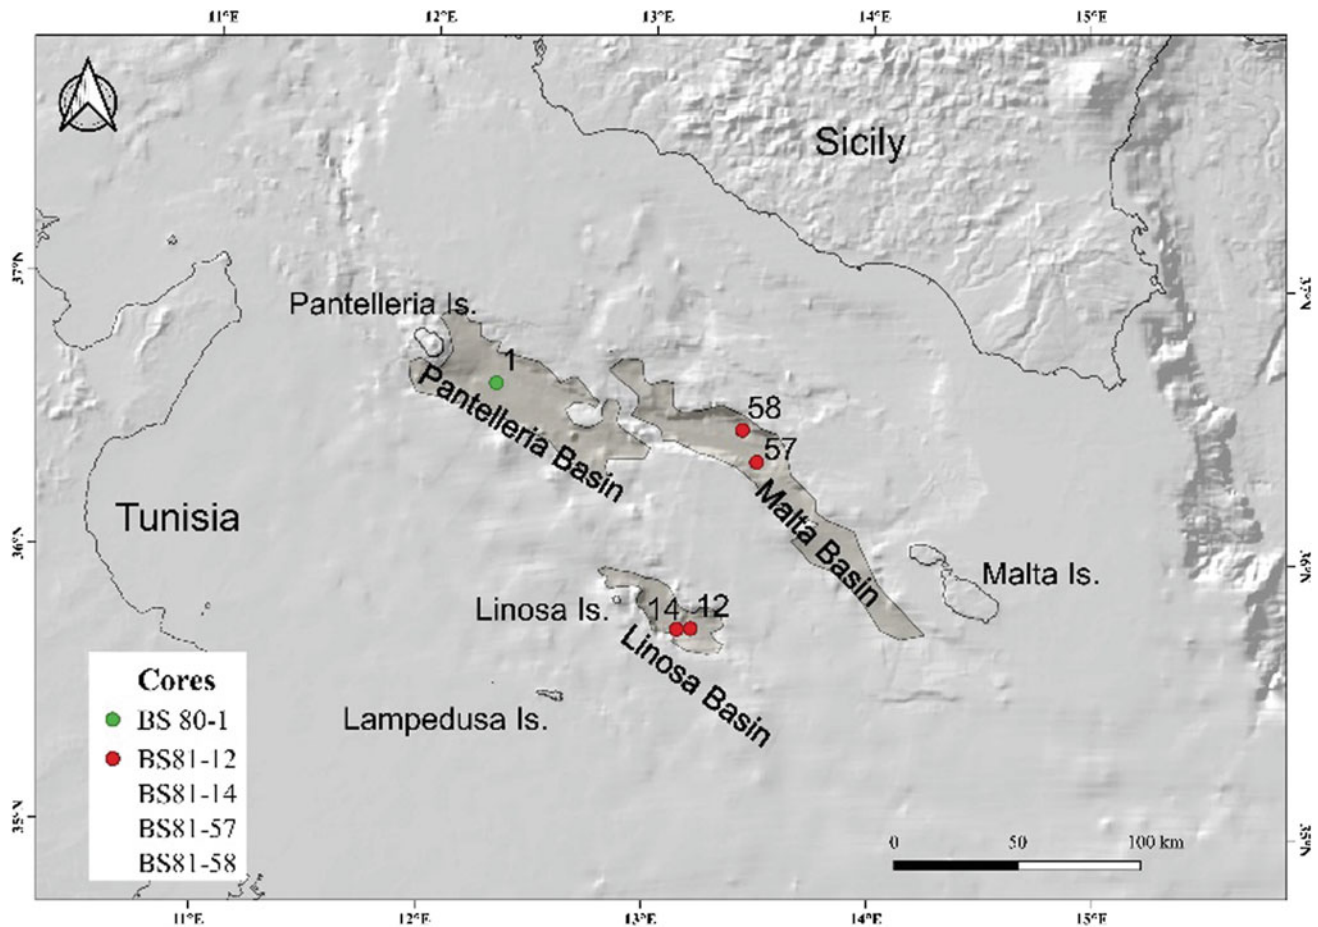 11°E 12°E 13°E 14°E 15°E
Sicily
37°N
37°N
Pantelleria Is.
1
Pantelleria Basin
58
57
Malta Basin
Tunisia
36°N
36°N
Malta Is.
Linosa Is.
14 12
Linosa Basin
Lampedusa Is.
Cores
BS 80-1
BS81-12
BS81-14
BS81-57
BS81-58
35°N
35°N
0 50 100 km
11°E 12°E 13°E 14°E 15°E